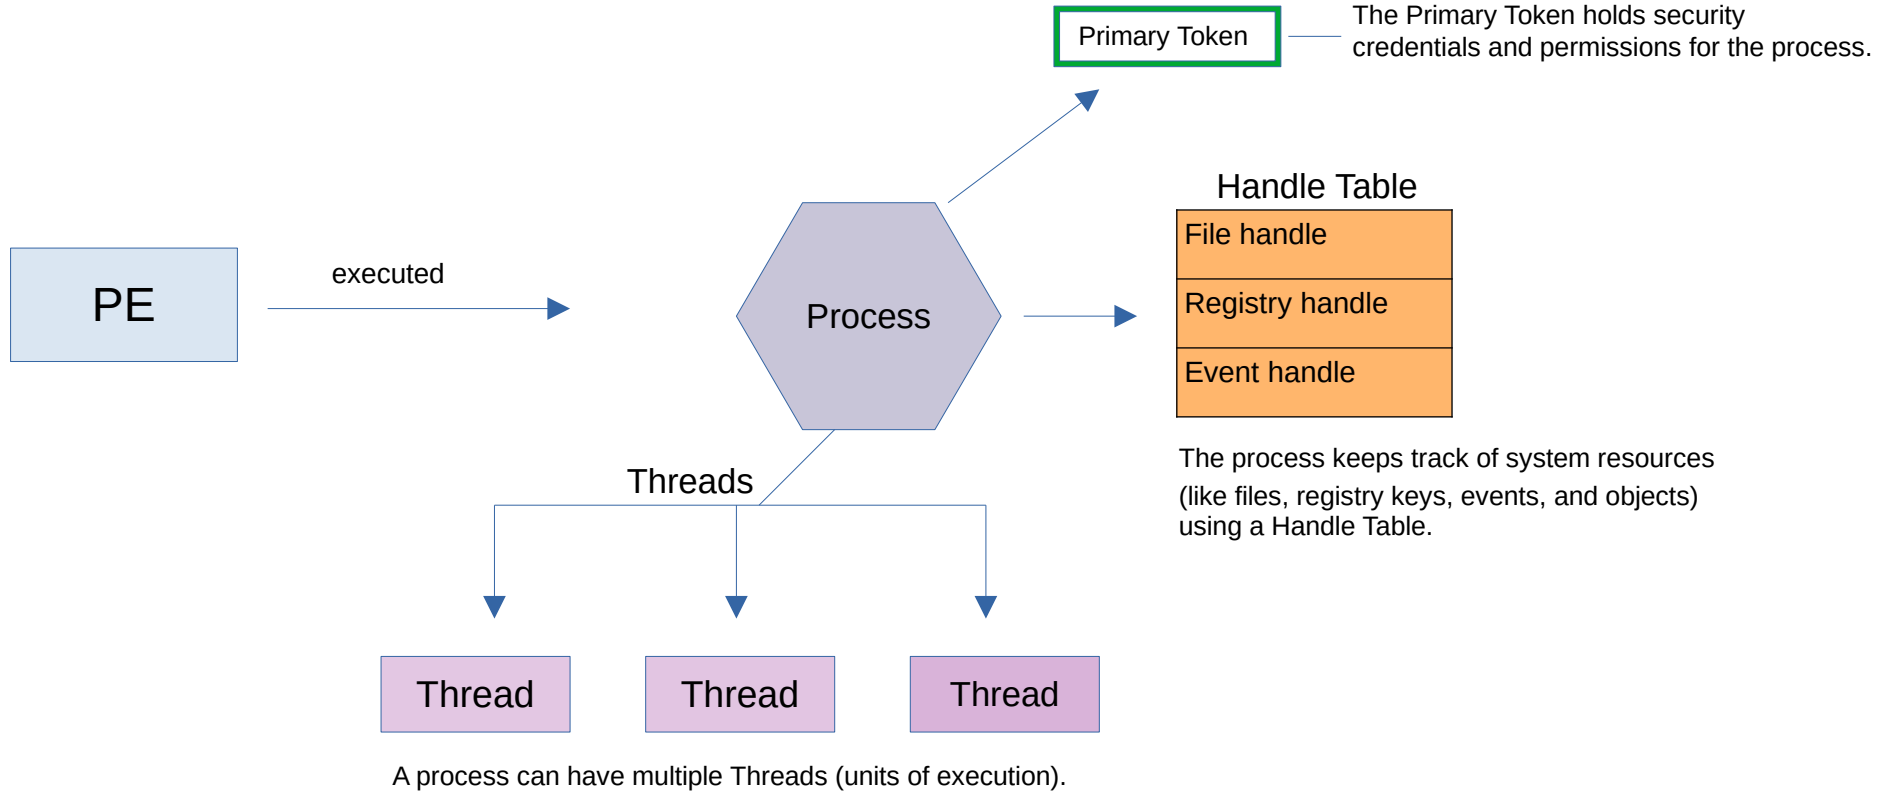 Primary Token
The Primary Token holds security
credentials and permissions for the process.
Handle Table
File handle
Registry handle
Event handle
PE
executed
Process
The process keeps track of system resources
(like files, registry keys, events, and objects)
using a Handle Table.
Threads
Thread
Thread
Thread
A process can have multiple Threads (units of execution).